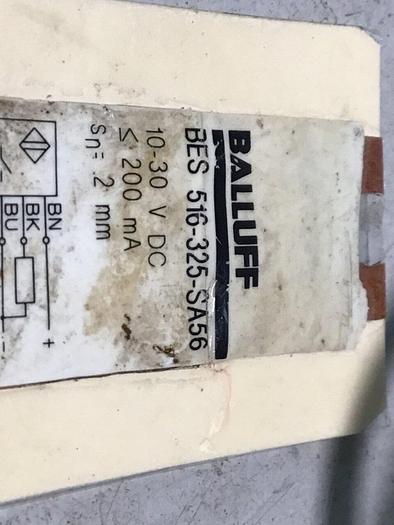 BALLUFF
BES 516-325-SA56
10-30 V DC
≤ 200 mA
Sn= .2 mm
BN
+
BK
BU
-